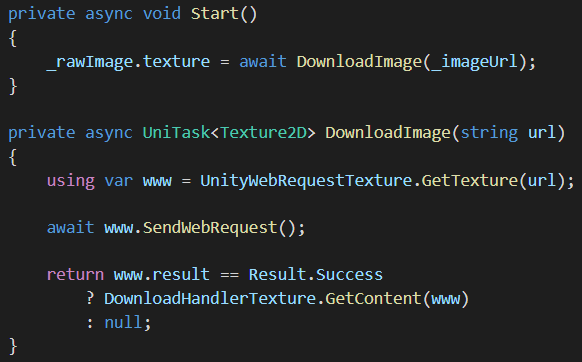 private async void Start()
{
    _rawImage.texture = await DownloadImage(_imageUrl);
}

private async UniTask<Texture2D> DownloadImage(string url)
{
    using var www = UnityWebRequestTexture.GetTexture(url);

    await www.SendWebRequest();

    return www.result == Result.Success
        ? DownloadHandlerTexture.GetContent(www)
        : null;
}